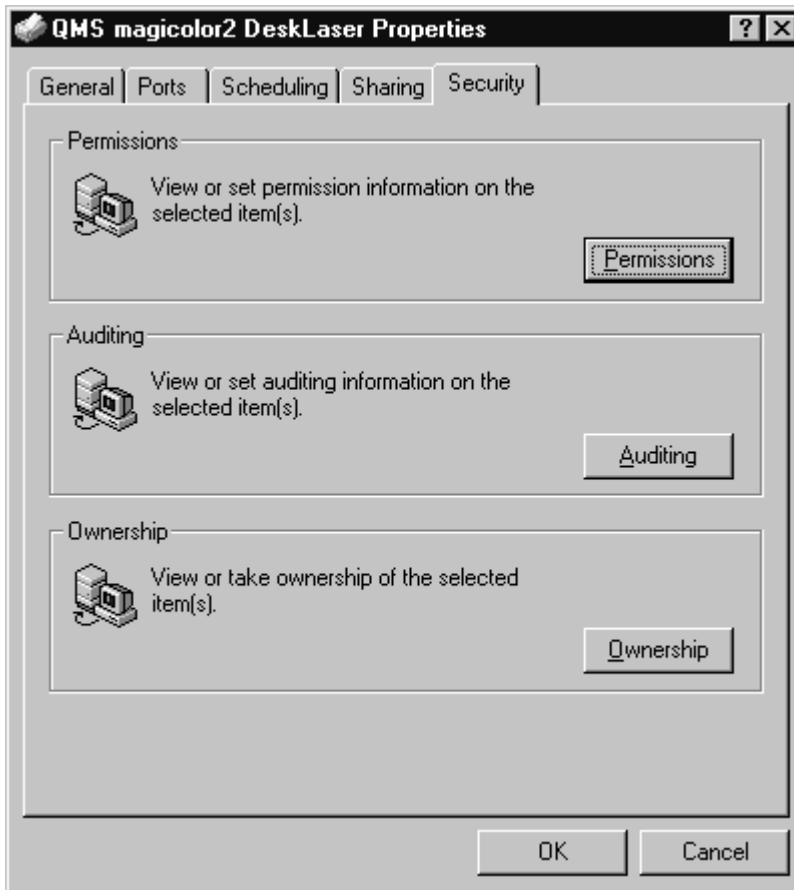 QMS magicolor2 DeskLaser Properties
General Ports Scheduling Sharing Security
Permissions
View or set permission information on the
selected item(s).
Permissions
Auditing
View or set auditing information on the
selected item(s).
Auditing
Ownership
View or take ownership of the selected
item(s).
Ownership
OK Cancel